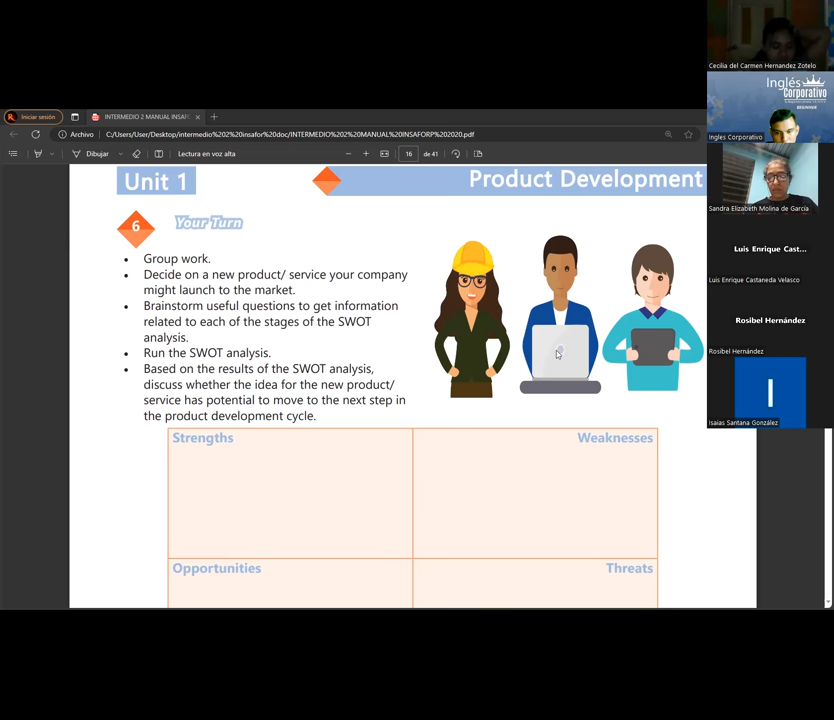 Iniciar sesión
INTERMEDIO 2 MANUAL INSAF
Archivo
C:/Users/User/Desktop/intermedio%202%20insafor%20doc/INTERMEDIO%202%20MANUAL%20INSAFORP%202020.pdf
Dibujar
Lectura en voz alta
16
de 41
Unit 1
Product Development
6
Your Turn
• Group work.
• Decide on a new product/ service your company
might launch to the market.
• Brainstorm useful questions to get information
related to each of the stages of the SWOT
analysis.
• Run the SWOT analysis.
• Based on the results of the SWOT analysis,
discuss whether the idea for the new product/
service has potential to move to the next step in
the product development cycle.
Strengths
Weaknesses
Opportunities
Threats
Cecilia del Carmen Hernandez Zotelo
Inglés
Corporativo
BEGINNER
Ingles Corporativo
Sandra Elizabeth Molina de García
Luis Enrique Cast...
Luis Enrique Castaneda Velasco
Rosibel Hernández
Rosibel Hernández
I
Isaias Santana González